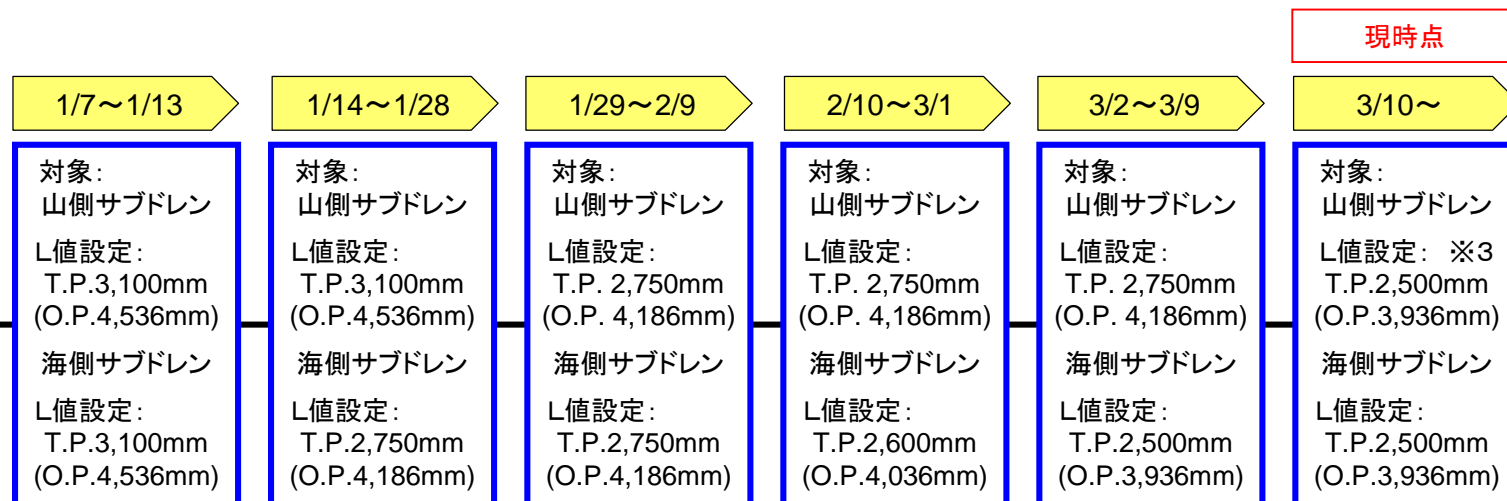 現時点
1/7～1/13
対象：
山側サブドレン
L値設定：
T.P.3,100mm
(O.P.4,536mm)
海側サブドレン
L値設定：
T.P.3,100mm
(O.P.4,536mm)
1/14～1/28
対象：
山側サブドレン
L値設定：
T.P.3,100mm
(O.P.4,536mm)
海側サブドレン
L値設定：
T.P.2,750mm
(O.P.4,186mm)
1/29～2/9
対象：
山側サブドレン
L値設定：
T.P. 2,750mm
(O.P. 4,186mm)
海側サブドレン
L値設定：
T.P.2,750mm
(O.P.4,186mm)
2/10～3/1
対象：
山側サブドレン
L値設定：
T.P. 2,750mm
(O.P. 4,186mm)
海側サブドレン
L値設定：
T.P.2,600mm
(O.P.4,036mm)
3/2～3/9
対象：
山側サブドレン
L値設定：
T.P. 2,750mm
(O.P. 4,186mm)
海側サブドレン
L値設定：
T.P.2,500mm
(O.P.3,936mm)
3/10～
対象：
山側サブドレン
L値設定： ※3
T.P.2,500mm
(O.P.3,936mm)
海側サブドレン
L値設定：
T.P.2,500mm
(O.P.3,936mm)